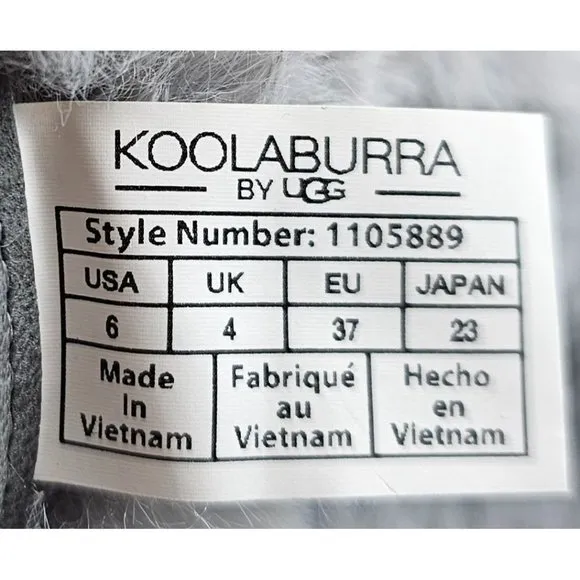 KOOLABURRA
BY UGG
Style Number: 1105889
USA UK EU JAPAN
6 4 37 23
Made Fabriqué Hecho
In au en
Vietnam Vietnam Vietnam